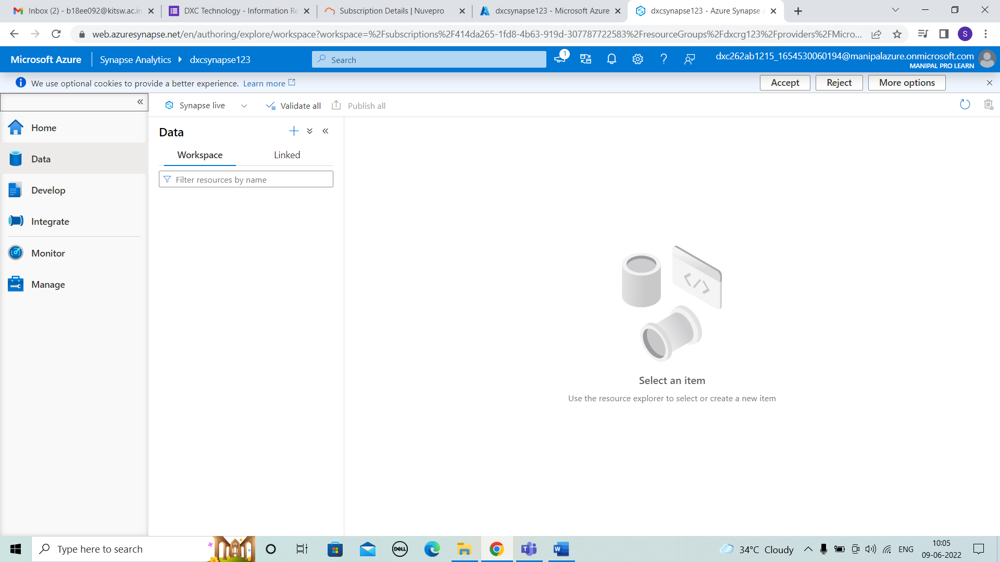 Inbox (2) - b18ee092@kitsw.ac.in
DXC Technology - Information Re
Subscription Details | Nuvepro
dxcsynapse123 - Microsoft Azure
dxcsynapse123 - Azure Synapse A
web.azuresynapse.net/en/authoring/explore/workspace?workspace=%2Fsubscriptions%2F414da265-1fd8-4b63-919d-307787722583%2FresourceGroups%2Fdxcrg123%2Fproviders%2FMicro...
S
Microsoft Azure
Synapse Analytics
dxcsynapse123
Search
1
dxc262ab1215_1654530060194@manipalazure.onmicrosoft.com
MANIPAL PRO LEARN
We use optional cookies to provide a better experience. Learn more
Accept
Reject
More options
Synapse live
Validate all
Publish all
Home
Data
Develop
Integrate
Monitor
Manage
Data
Workspace
Linked
Filter resources by name
Select an item
Use the resource explorer to select or create a new item
Type here to search
DELL
34°C Cloudy
ENG
10:05
09-06-2022